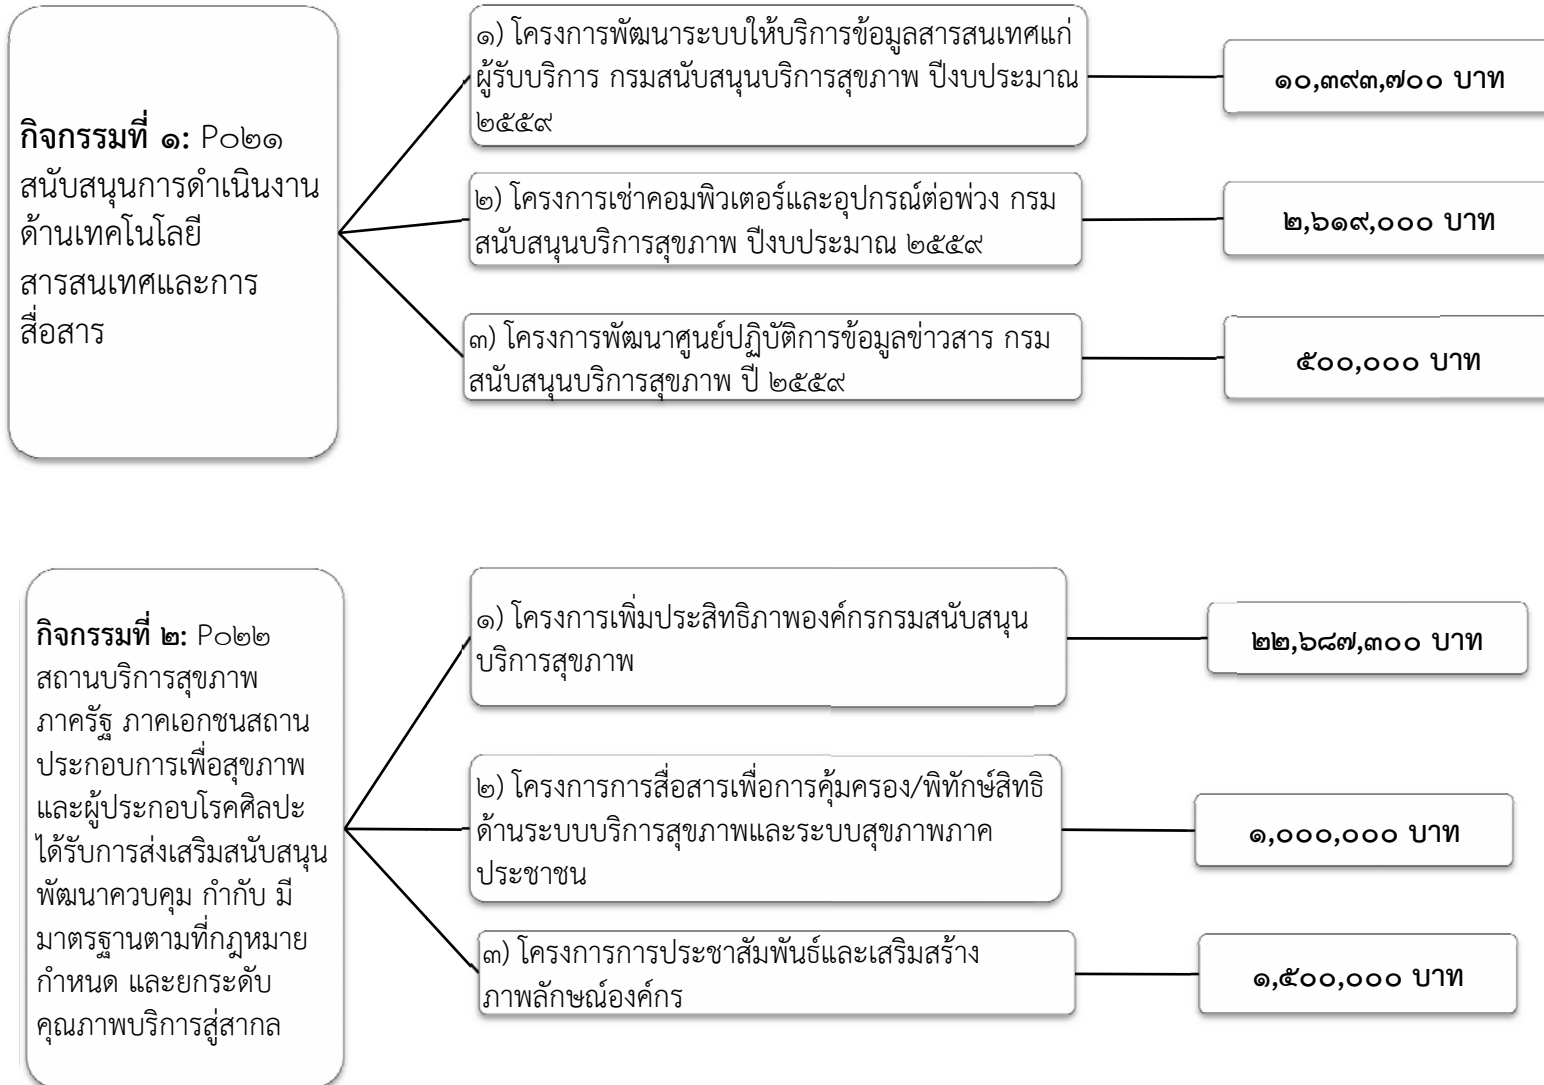 กิจกรรมที่ ๑: P๐๒๑
สนับสนุนการดำเนินงาน
ด้านเทคโนโลยี
สารสนเทศและการ
สื่อสาร
๑) โครงการพัฒนาระบบให้บริการข้อมูลสารสนเทศแก่
ผู้รับบริการ กรมสนับสนุนบริการสุขภาพ ปีงบประมาณ
๒๕๕๙
๑๐,๓๙๓,๗๐๐ บาท
๒) โครงการเช่าคอมพิวเตอร์และอุปกรณ์ต่อพ่วง กรม
สนับสนุนบริการสุขภาพ ปีงบประมาณ ๒๕๕๙
๒,๖๑๙,๐๐๐ บาท
๓) โครงการพัฒนาศูนย์ปฏิบัติการข้อมูลข่าวสาร กรม
สนับสนุนบริการสุขภาพ ปี ๒๕๕๙
๕๐๐,๐๐๐ บาท
กิจกรรมที่ ๒: P๐๒๒
สถานบริการสุขภาพ
ภาครัฐ ภาคเอกชนสถาน
ประกอบการเพื่อสุขภาพ
และผู้ประกอบโรคศิลปะ
ได้รับการส่งเสริมสนับสนุน
พัฒนาควบคุม กำกับ มี
มาตรฐานตามที่กฎหมาย
กำหนด และยกระดับ
คุณภาพบริการสู่สากล
๑) โครงการเพิ่มประสิทธิภาพองค์กรกรมสนับสนุน
บริการสุขภาพ
๒๒,๖๘๗,๓๐๐ บาท
๒) โครงการการสื่อสารเพื่อการคุ้มครอง/พิทักษ์สิทธิ
ด้านระบบบริการสุขภาพและระบบสุขภาพภาค
ประชาชน
๑,๐๐๐,๐๐๐ บาท
๓) โครงการการประชาสัมพันธ์และเสริมสร้าง
ภาพลักษณ์องค์กร
๑,๕๐๐,๐๐๐ บาท